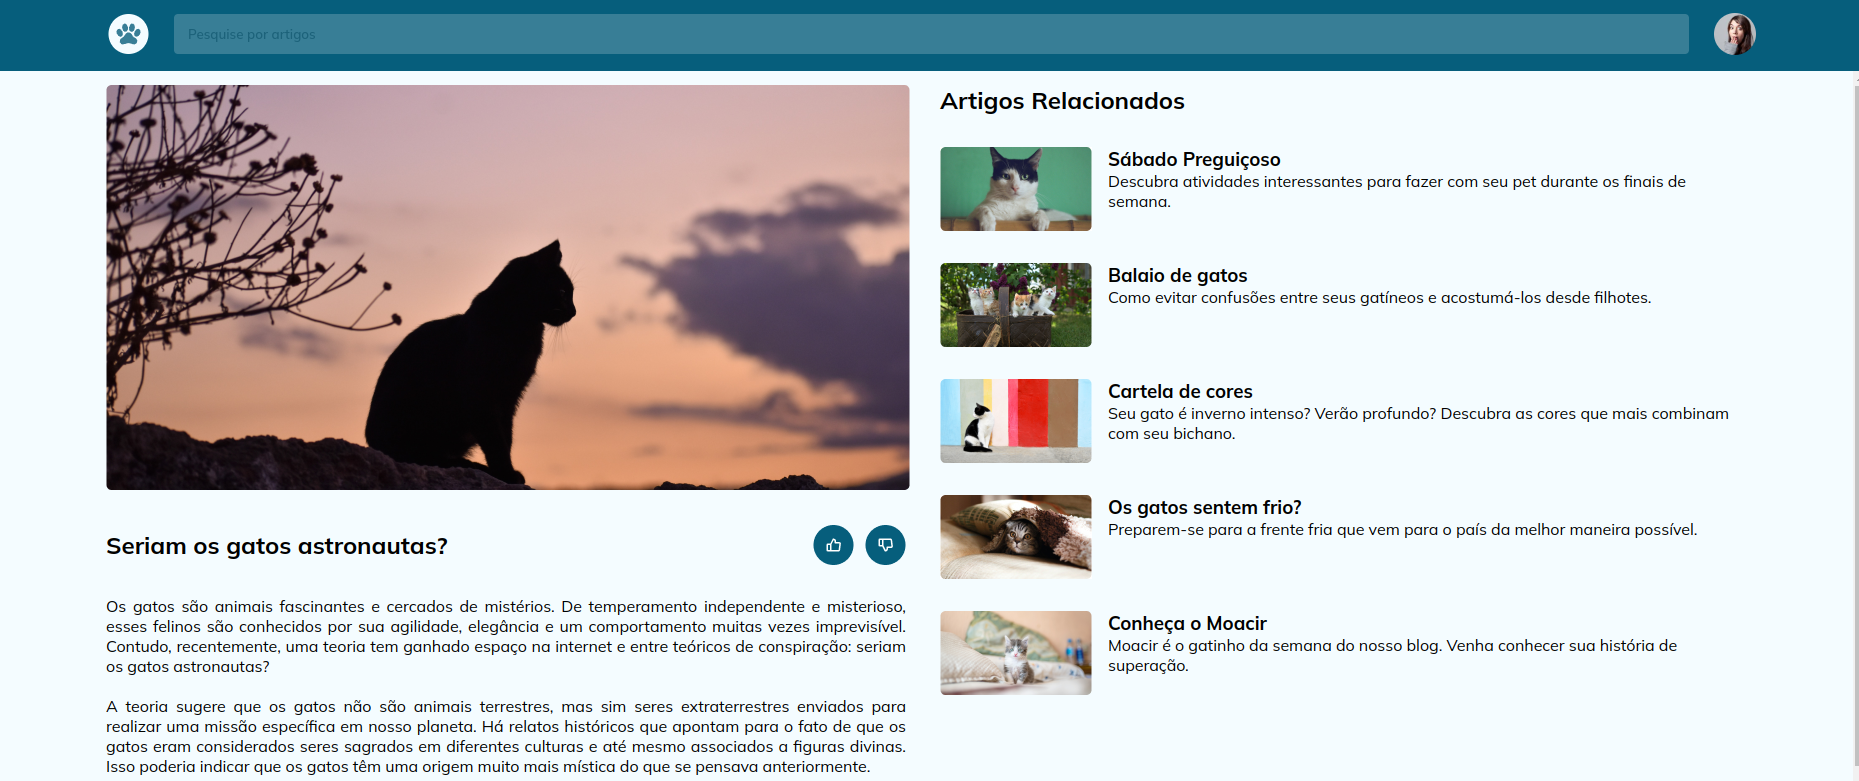 Pesquise por artigos
Seriam os gatos astronautas?
Os gatos são animais fascinantes e cercados de mistérios. De temperamento independente e misterioso,
esses felinos são conhecidos por sua agilidade, elegância e um comportamento muitas vezes imprevisível.
Contudo, recentemente, uma teoria tem ganhado espaço na internet e entre teóricos de conspiração: seriam
os gatos astronautas?
A teoria sugere que os gatos não são animais terrestres, mas sim seres extraterrestres enviados para
realizar uma missão específica em nosso planeta. Há relatos históricos que apontam para o fato de que os
gatos eram considerados seres sagrados em diferentes culturas e até mesmo associados a figuras divinas.
Isso poderia indicar que os gatos têm uma origem muito mais mística do que se pensava anteriormente.
Artigos Relacionados
Sábado Preguiçoso
Descubra atividades interessantes para fazer com seu pet durante os finais de
semana.
Balaio de gatos
Como evitar confusões entre seus gatíneos e acostumá-los desde filhotes.
Cartela de cores
Seu gato é inverno intenso? Verão profundo? Descubra as cores que mais combinam
com seu bichano.
Os gatos sentem frio?
Preparem-se para a frente fria que vem para o país da melhor maneira possível.
Conheça o Moacir
Moacir é o gatinho da semana do nosso blog. Venha conhecer sua história de
superação.